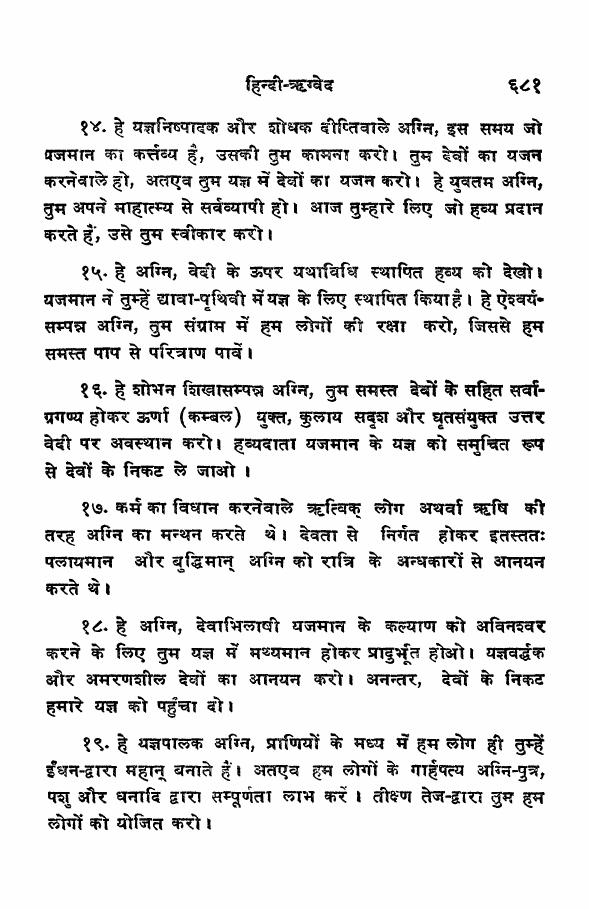 हिन्दी-ऋग्वेद ६८१
१४. हे यज्ञनिष्पादक और शोधक दीप्तिवाले अग्नि, इस समय जो
यजमान का कर्त्तव्य है, उसकी तुम कामना करो। तुम देवों का यजन
करनेवाले हो, अतएव तुम यज्ञ में देवों का यजन करो। हे युवतम अग्नि,
तुम अपने माहात्म्य से सर्वव्यापी हो। आज तुम्हारे लिए जो हव्य प्रदान
करते हैं, उसे तुम स्वीकार करो।
१५. हे अग्नि, वेदी के ऊपर यथाविधि स्थापित हव्य को देखो।
यजमान ने तुम्हें द्यावा-पृथिवी में यज्ञ के लिए स्थापित किया है। हे ऐश्वर्य-
सम्पन्न अग्नि, तुम संग्राम में हम लोगों की रक्षा करो, जिससे हम
समस्त पाप से परित्राण पावें।
१६. हे शोभन शिखासम्पन्न अग्नि, तुम समस्त देवों के सहित सर्वा-
ग्रगण्य होकर ऊर्णा (कम्बल) युक्त, कुलाय सदृश और घृतसंयुक्त उत्तर
वेदी पर अवस्थान करो। हव्यदाता यजमान के यज्ञ को समुचित रूप
से देवों के निकट ले जाओ।
१७. कर्म का विधान करनेवाले ऋत्विक् लोग अथर्वा ऋषि की
तरह अग्नि का मन्थन करते थे। देवता से निर्गत होकर इतस्ततः
पलायमान और बुद्धिमान् अग्नि को रात्रि के अन्धकारों से आनयन
करते थे।
१८. हे अग्नि, देवाभिलाषी यजमान के कल्याण को अविनश्वर
करने के लिए तुम यज्ञ में मथ्यमान होकर प्रादुर्भूत होओ। यज्ञवर्द्धक
और अमरणशील देवों का आनयन करो। अनन्तर, देवों के निकट
हमारे यज्ञ को पहुँचा दो।
१९. हे यज्ञपालक अग्नि, प्राणियों के मध्य में हम लोग ही तुम्हें
ईंधन-द्वारा महान् बनाते हैं। अतएव हम लोगों के गार्हपत्य अग्नि-पुत्र,
पशु और धनादि द्वारा सम्पूर्णता लाभ करें। तीक्ष्ण तेज-द्वारा तुम हम
लोगों को योजित करो।